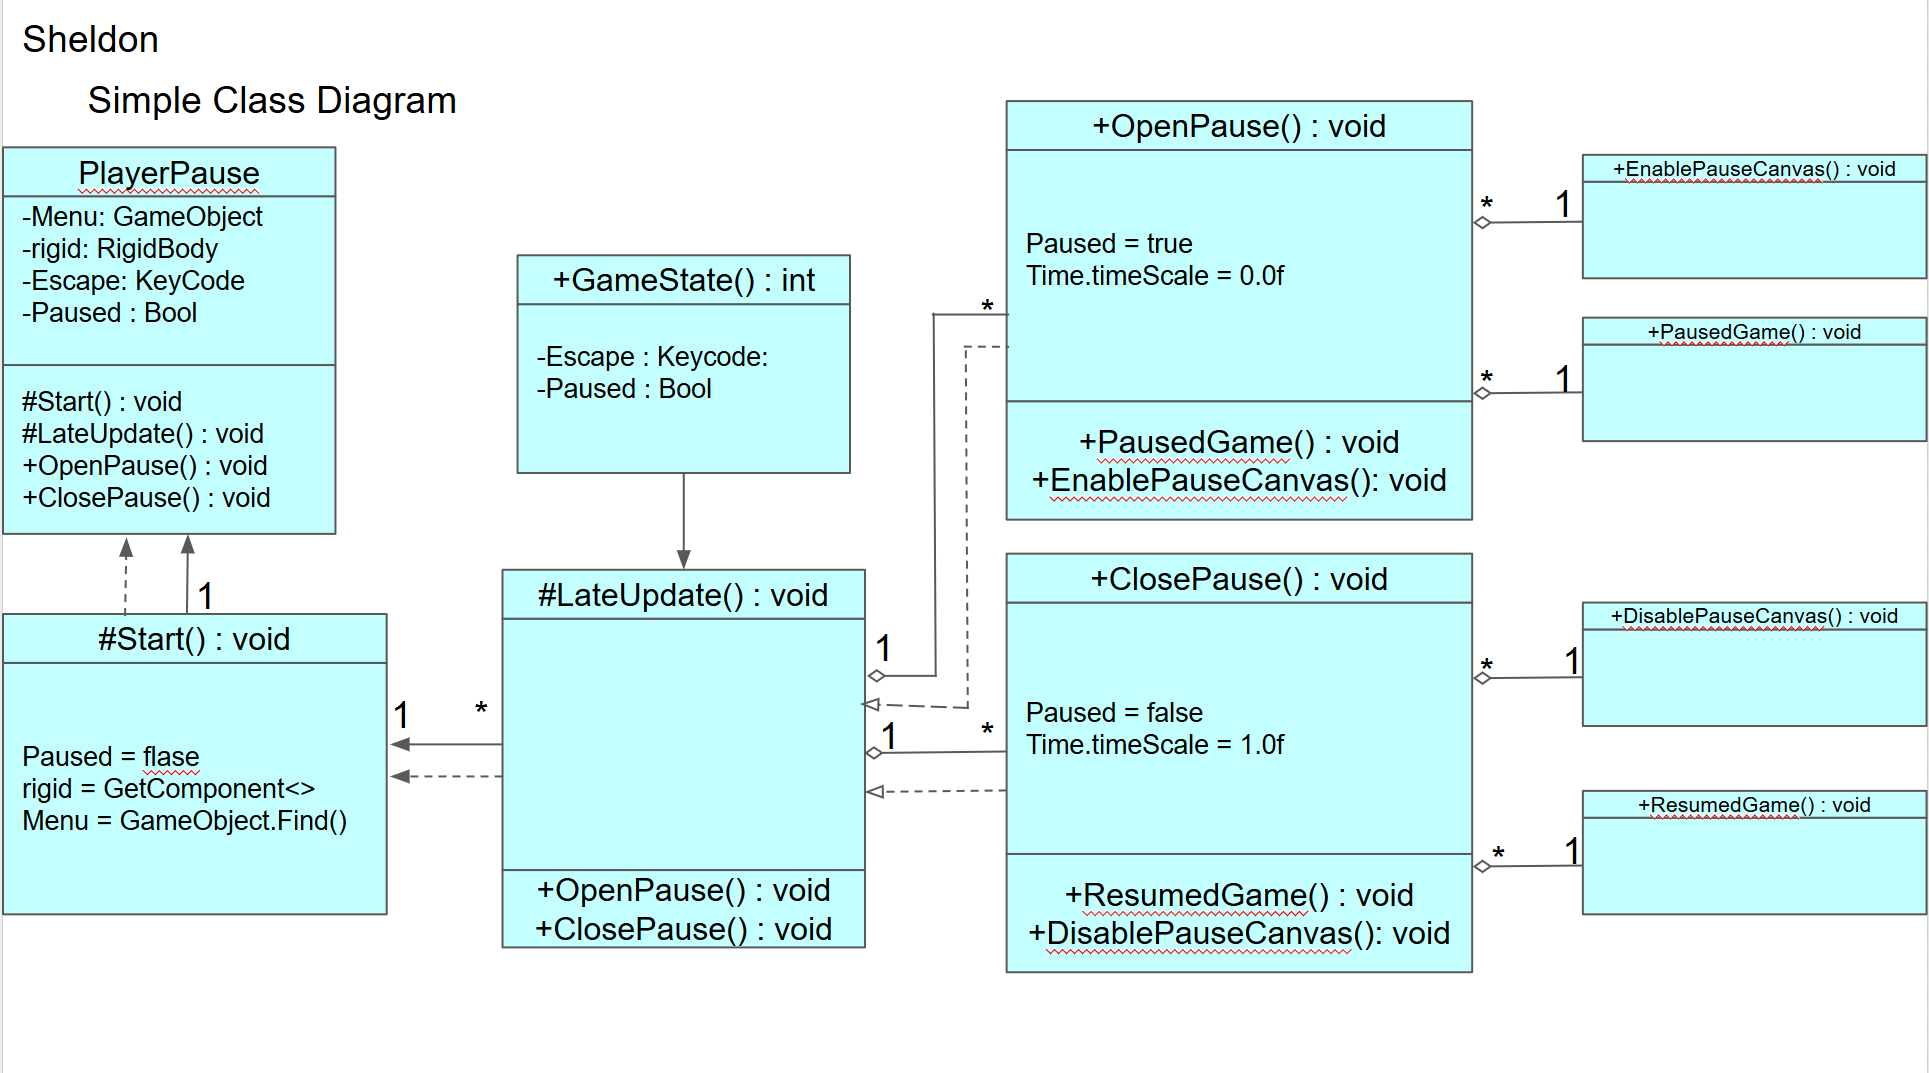 Sheldon
Simple Class Diagram
PlayerPause
-Menu: GameObject
-rigid: RigidBody
-Escape: KeyCode
-Paused : Bool
#Start() : void
#LateUpdate() : void
+OpenPause() : void
+ClosePause() : void
1
#Start() : void
Paused = flase
rigid = GetComponent<>
Menu = GameObject.Find()
1
*
+GameState() : int
-Escape : Keycode:
-Paused : Bool
#LateUpdate() : void
+OpenPause() : void
+ClosePause() : void
1
*
1
*
+OpenPause() : void
Paused = true
Time.timeScale = 0.0f
+PausedGame() : void
+EnablePauseCanvas(): void
* 1
* 1
+EnablePauseCanvas() : void
+PausedGame() : void
+ClosePause() : void
Paused = false
Time.timeScale = 1.0f
+ResumedGame() : void
+DisablePauseCanvas(): void
* 1
* 1
+DisablePauseCanvas() : void
+ResumedGame() : void